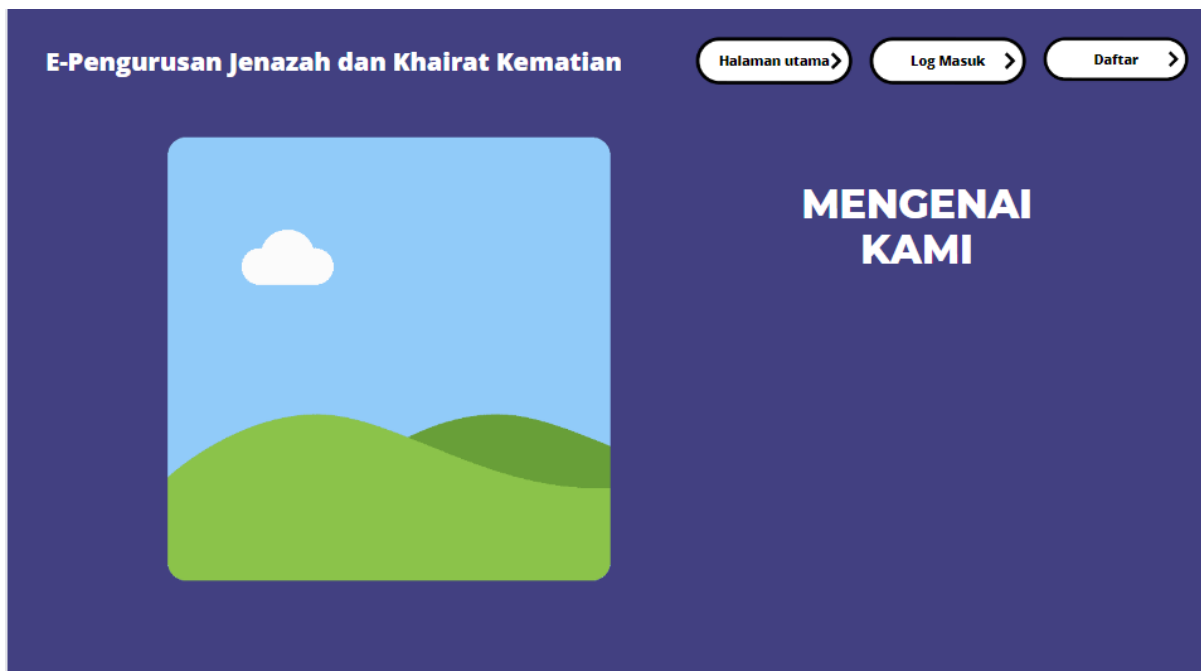 E-Pengurusan Jenazah dan Khairat Kematian
Halaman utama
Log Masuk
Daftar
MENGENAI
KAMI